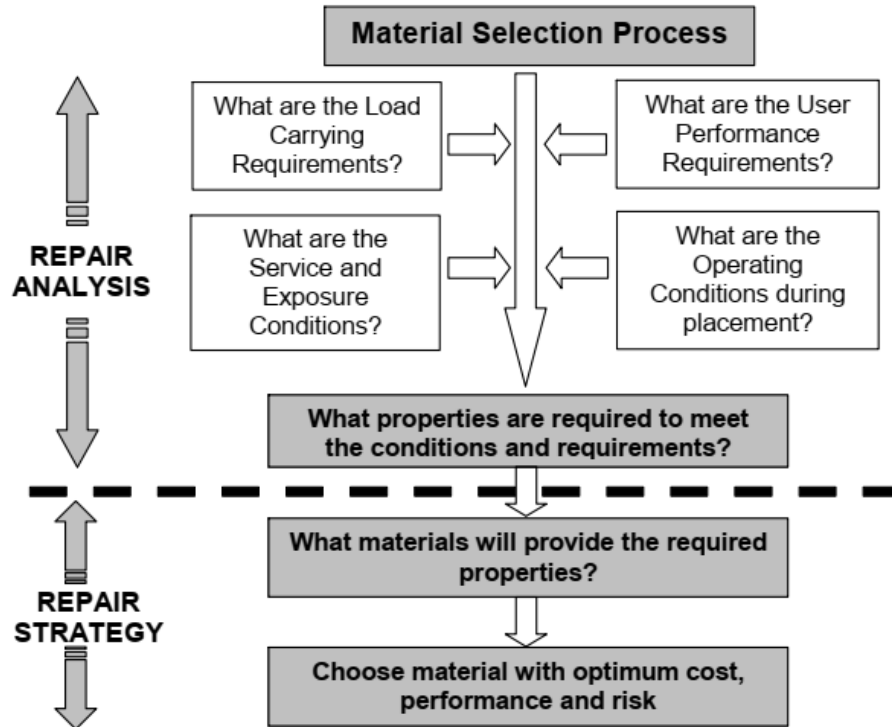 Material Selection Process
What are the Load
Carrying
Requirements?
What are the User
Performance
Requirements?
What are the
Service and
Exposure
Conditions?
What are the
Operating
Conditions during
placement?
REPAIR
ANALYSIS
What properties are required to meet
the conditions and requirements?
What materials will provide the required
properties?
REPAIR
STRATEGY
Choose material with optimum cost,
performance and risk